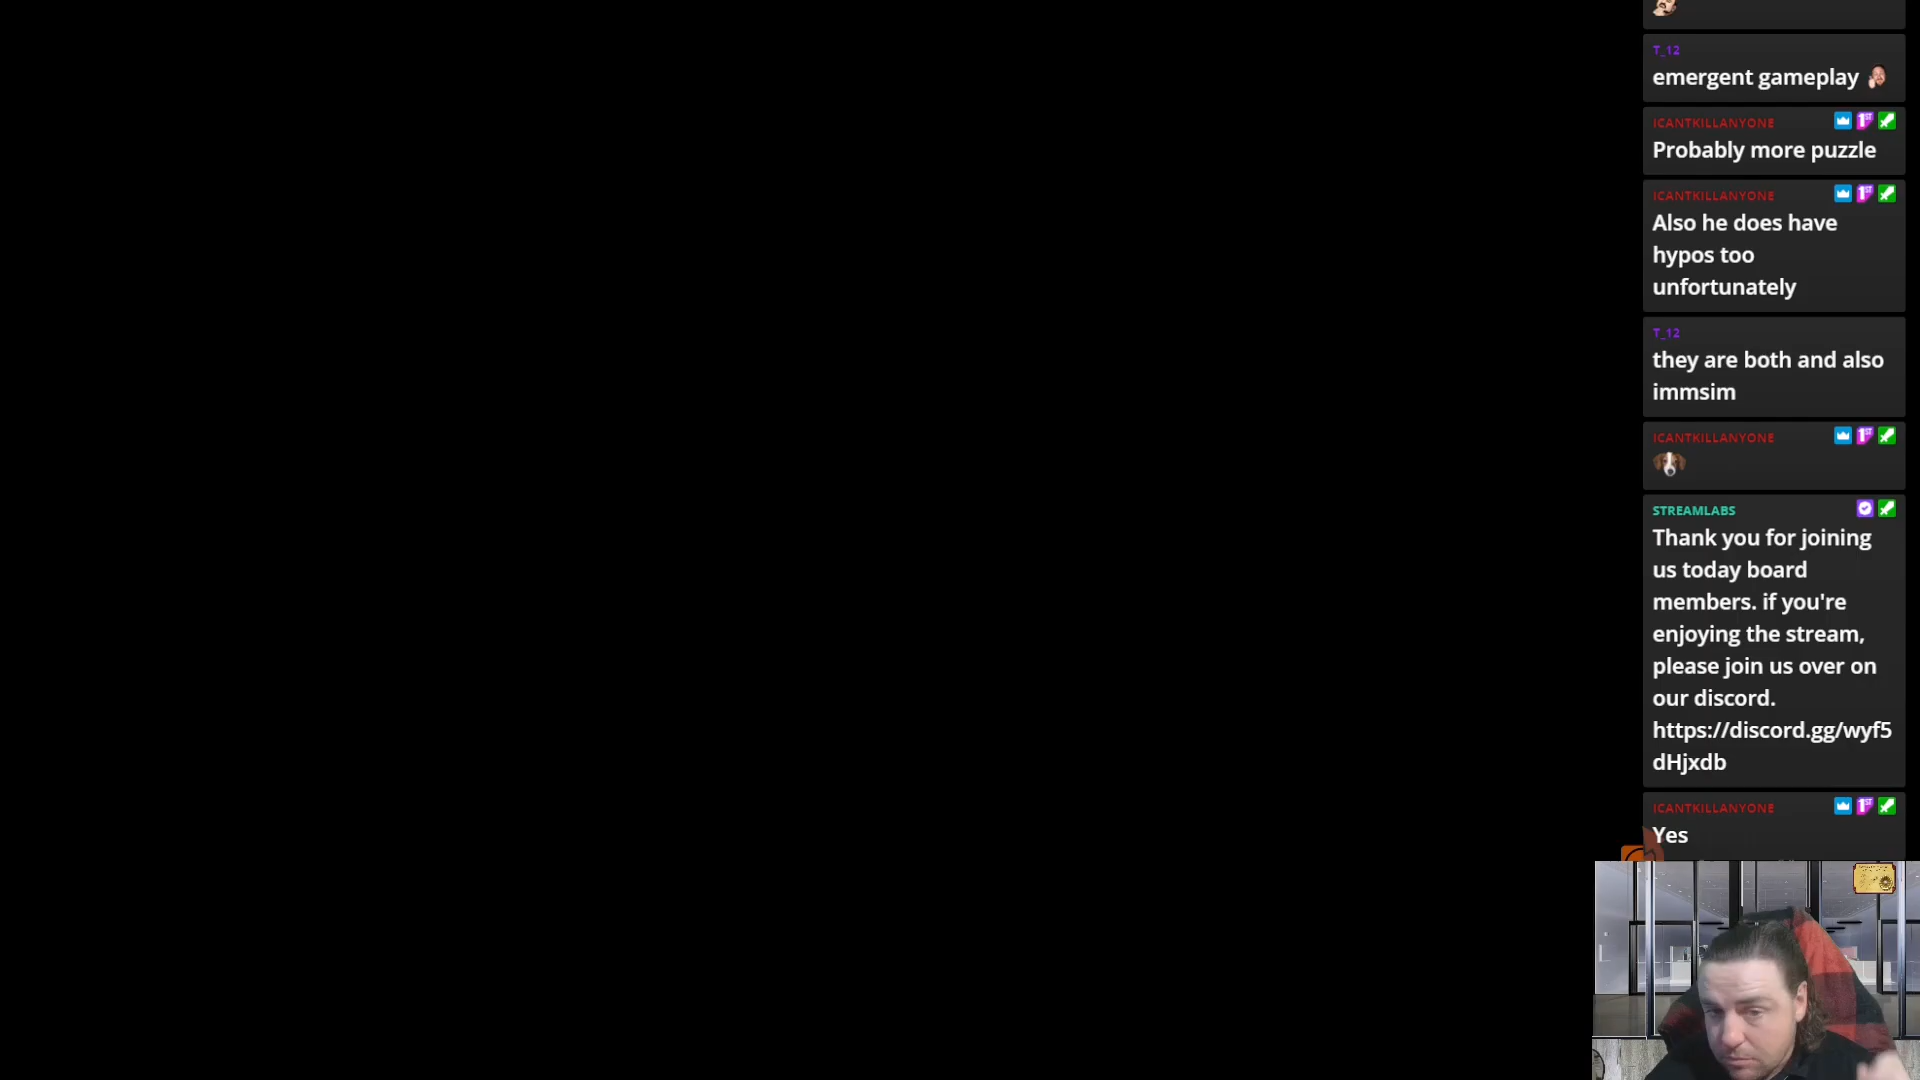 T_12
emergent gameplay
ICANTKILLANYONE
Probably more puzzle
ICANTKILLANYONE
Also he does have
hypos too
unfortunately
T_12
they are both and also
immsim
ICANTKILLANYONE
STREAMLABS
Thank you for joining
us today board
members. if you're
enjoying the stream,
please join us over on
our discord.
https://discord.gg/wyf5
dHjxdb
ICANTKILLANYONE
Yes